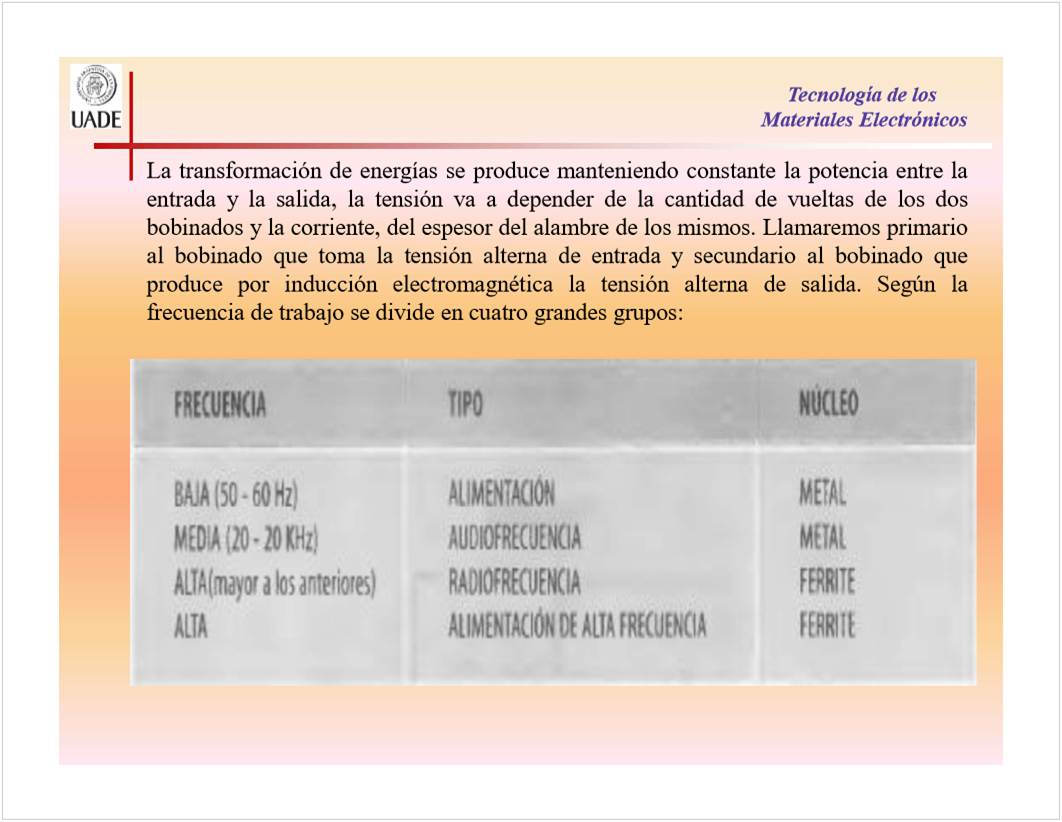 UADE
Tecnología de los
Materiales Electrónicos
La transformación de energías se produce manteniendo constante la potencia entre la
entrada y la salida, la tensión va a depender de la cantidad de vueltas de los dos
bobinados y la corriente, del espesor del alambre de los mismos. Llamaremos primario
al bobinado que toma la tensión alterna de entrada y secundario al bobinado que
produce por inducción electromagnética la tensión alterna de salida. Según la
frecuencia de trabajo se divide en cuatro grandes grupos:
FRECUENCIA TIPO NÚCLEO
BAJA (50 - 60 Hz) ALIMENTACIÓN METAL
MEDIA (20 - 20 KHz) AUDIOFRECUENCIA METAL
ALTA(mayor a los anteriores) RADIOFRECUENCIA FERRITE
ALTA ALIMENTACIÓN DE ALTA FRECUENCIA FERRITE